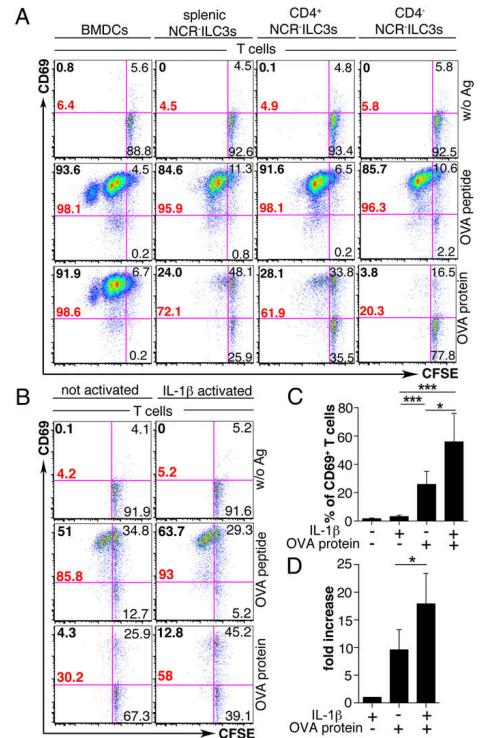 A
BMDCs
splenic
NCR⁻ILC3s
CD4⁺
NCR⁻ILC3s
CD4⁻
NCR⁻ILC3s
T cells
CD69
0.8 5.6 0 4.5 0.1 4.8 0 5.8
6.4 4.5 4.9 5.8
w/o Ag
88.8 92.6 93.4 92.5
93.6 4.5 84.6 11.3 91.6 6.5 85.7 10.6
98.1 95.9 98.1 96.3
OVA peptide
0.2 0.8 0.2 2.2
91.9 6.7 24.0 48.1 28.1 33.8 3.8 16.5
98.6 72.1 61.9 20.3
OVA protein
0.2 25.9 35.5 77.8
CFSE
B
not activated IL-1β activated
T cells
CD69
0.1 4.1 0 5.2
4.2 5.2
w/o Ag
91.9 91.6
51 34.8 63.7 29.3
85.8 93
OVA peptide
12.7 5.2
4.3 25.9 12.8 45.2
30.2 58
OVA protein
67.3 39.1
CFSE
C
***
*** *
80
60
40
20
0
% of CD69⁺ T cells
IL-1β - + - +
OVA protein - - + +
D
*
25
20
15
10
5
0
fold increase
IL-1β + - +
OVA protein - + +